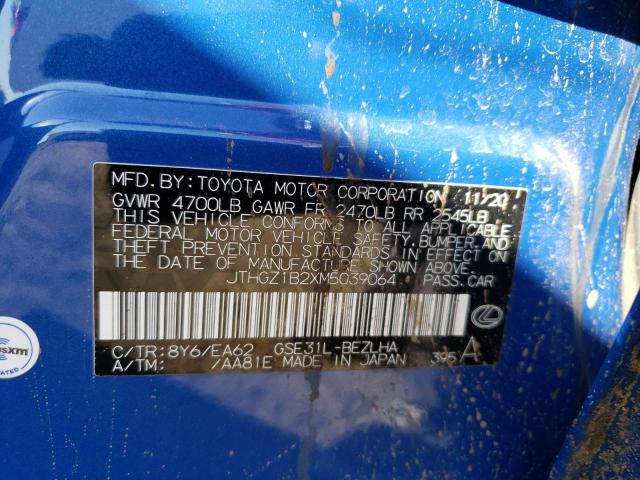 MFD. BY: TOYOTA MOTOR CORPORATION 11/20
GVWR 4700LB GAWR FR 2470LB RR 2545LB
THIS VEHICLE CONFORMS TO ALL APPLICABLE
FEDERAL MOTOR VEHICLE SAFETY, BUMPER, AND
THEFT PREVENTION STANDARDS IN EFFECT ON
THE DATE OF MANUFACTURE SHOWN ABOVE.
JTHGZ1B2XM5039064 PASS.CAR
C/TR: 8Y6/EA62 GSE31L-BEZLHA
A/TM: /AA81E MADE IN JAPAN 395 A